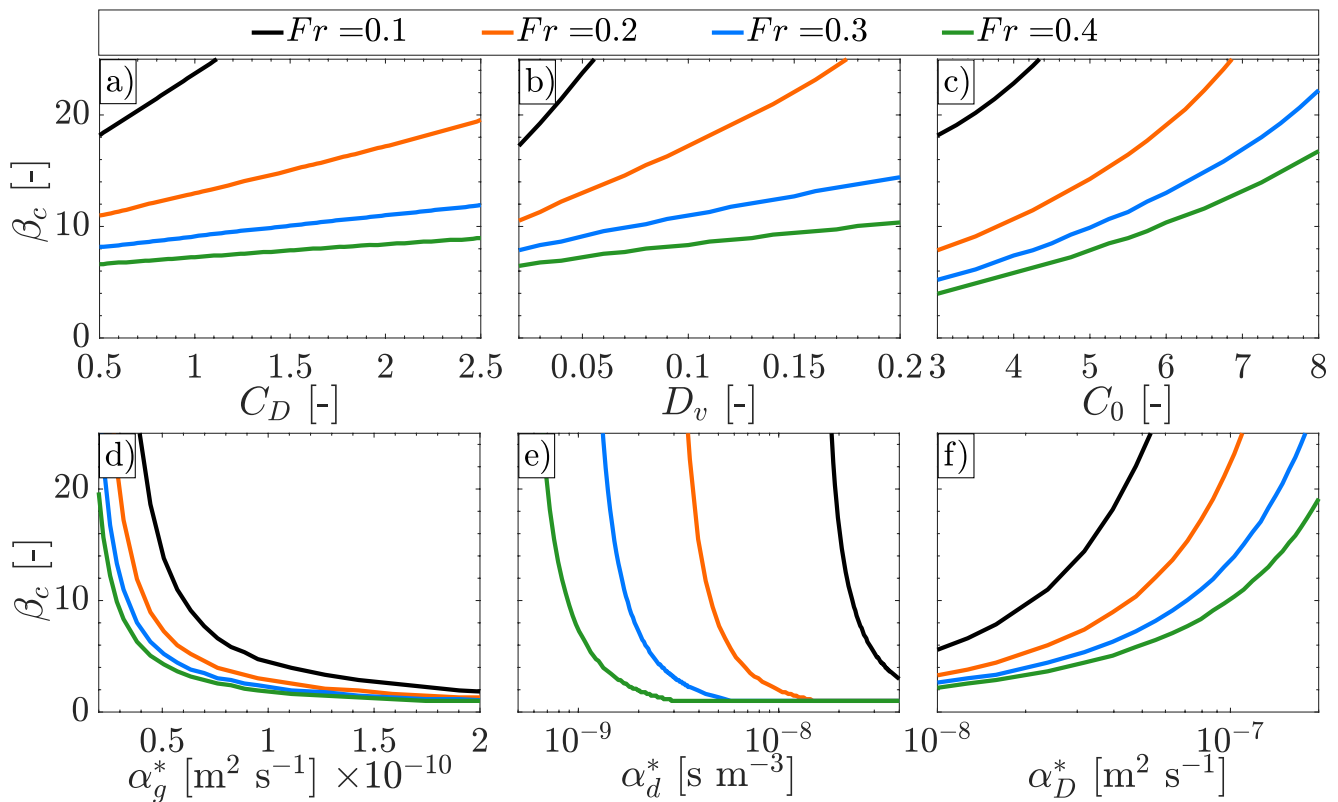 Fr =0.1 Fr =0.2 Fr =0.3 Fr =0.4
a) b) c)
20
10
0
β_c [-]
0.5 1 1.5 2 2.5
0.05 0.1 0.15 0.2
3 4 5 6 7 8
C_D [-] D_v [-] C_0 [-]
d) e) f)
20
10
0
β_c [-]
0.5 1 1.5 2
10^-9 10^-8
10^-8 10^-7
α_g^* [m^2 s^-1] ×10^-10 α_d^* [s m^-3] α_D^* [m^2 s^-1]